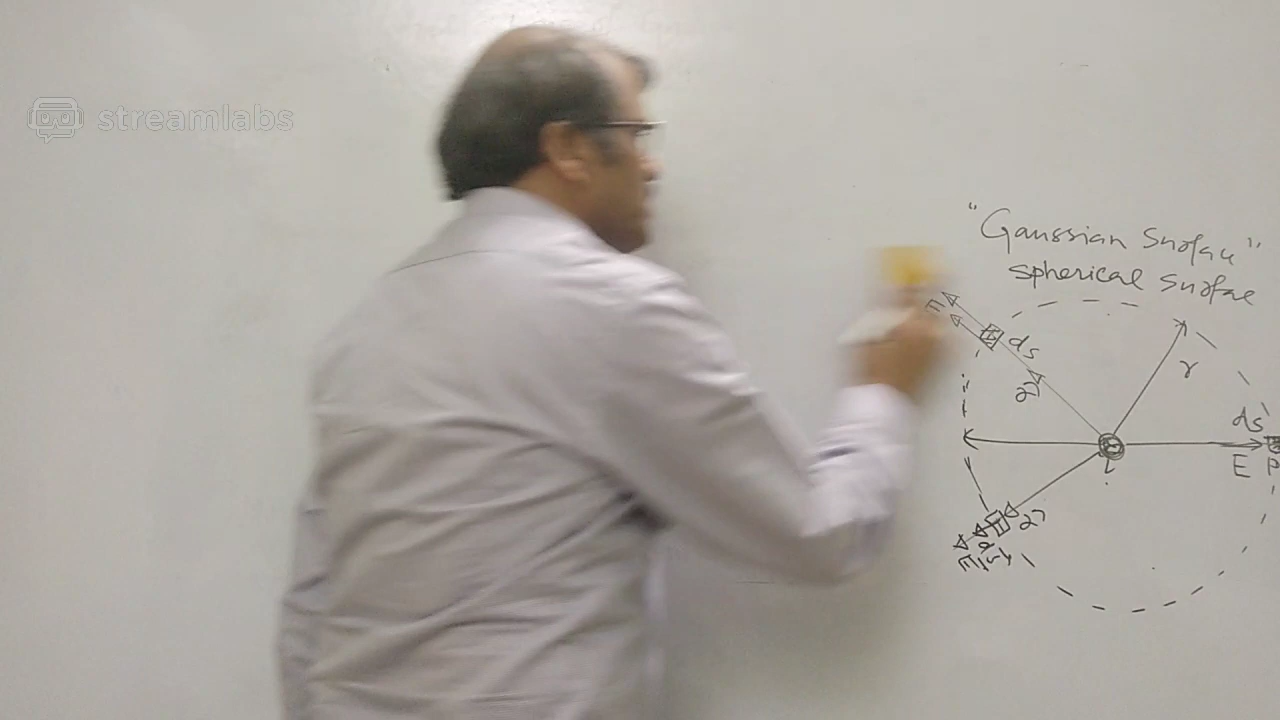 streamlabs
"Gaussian Surface"
spherical surface
ds
r
ds
E
P